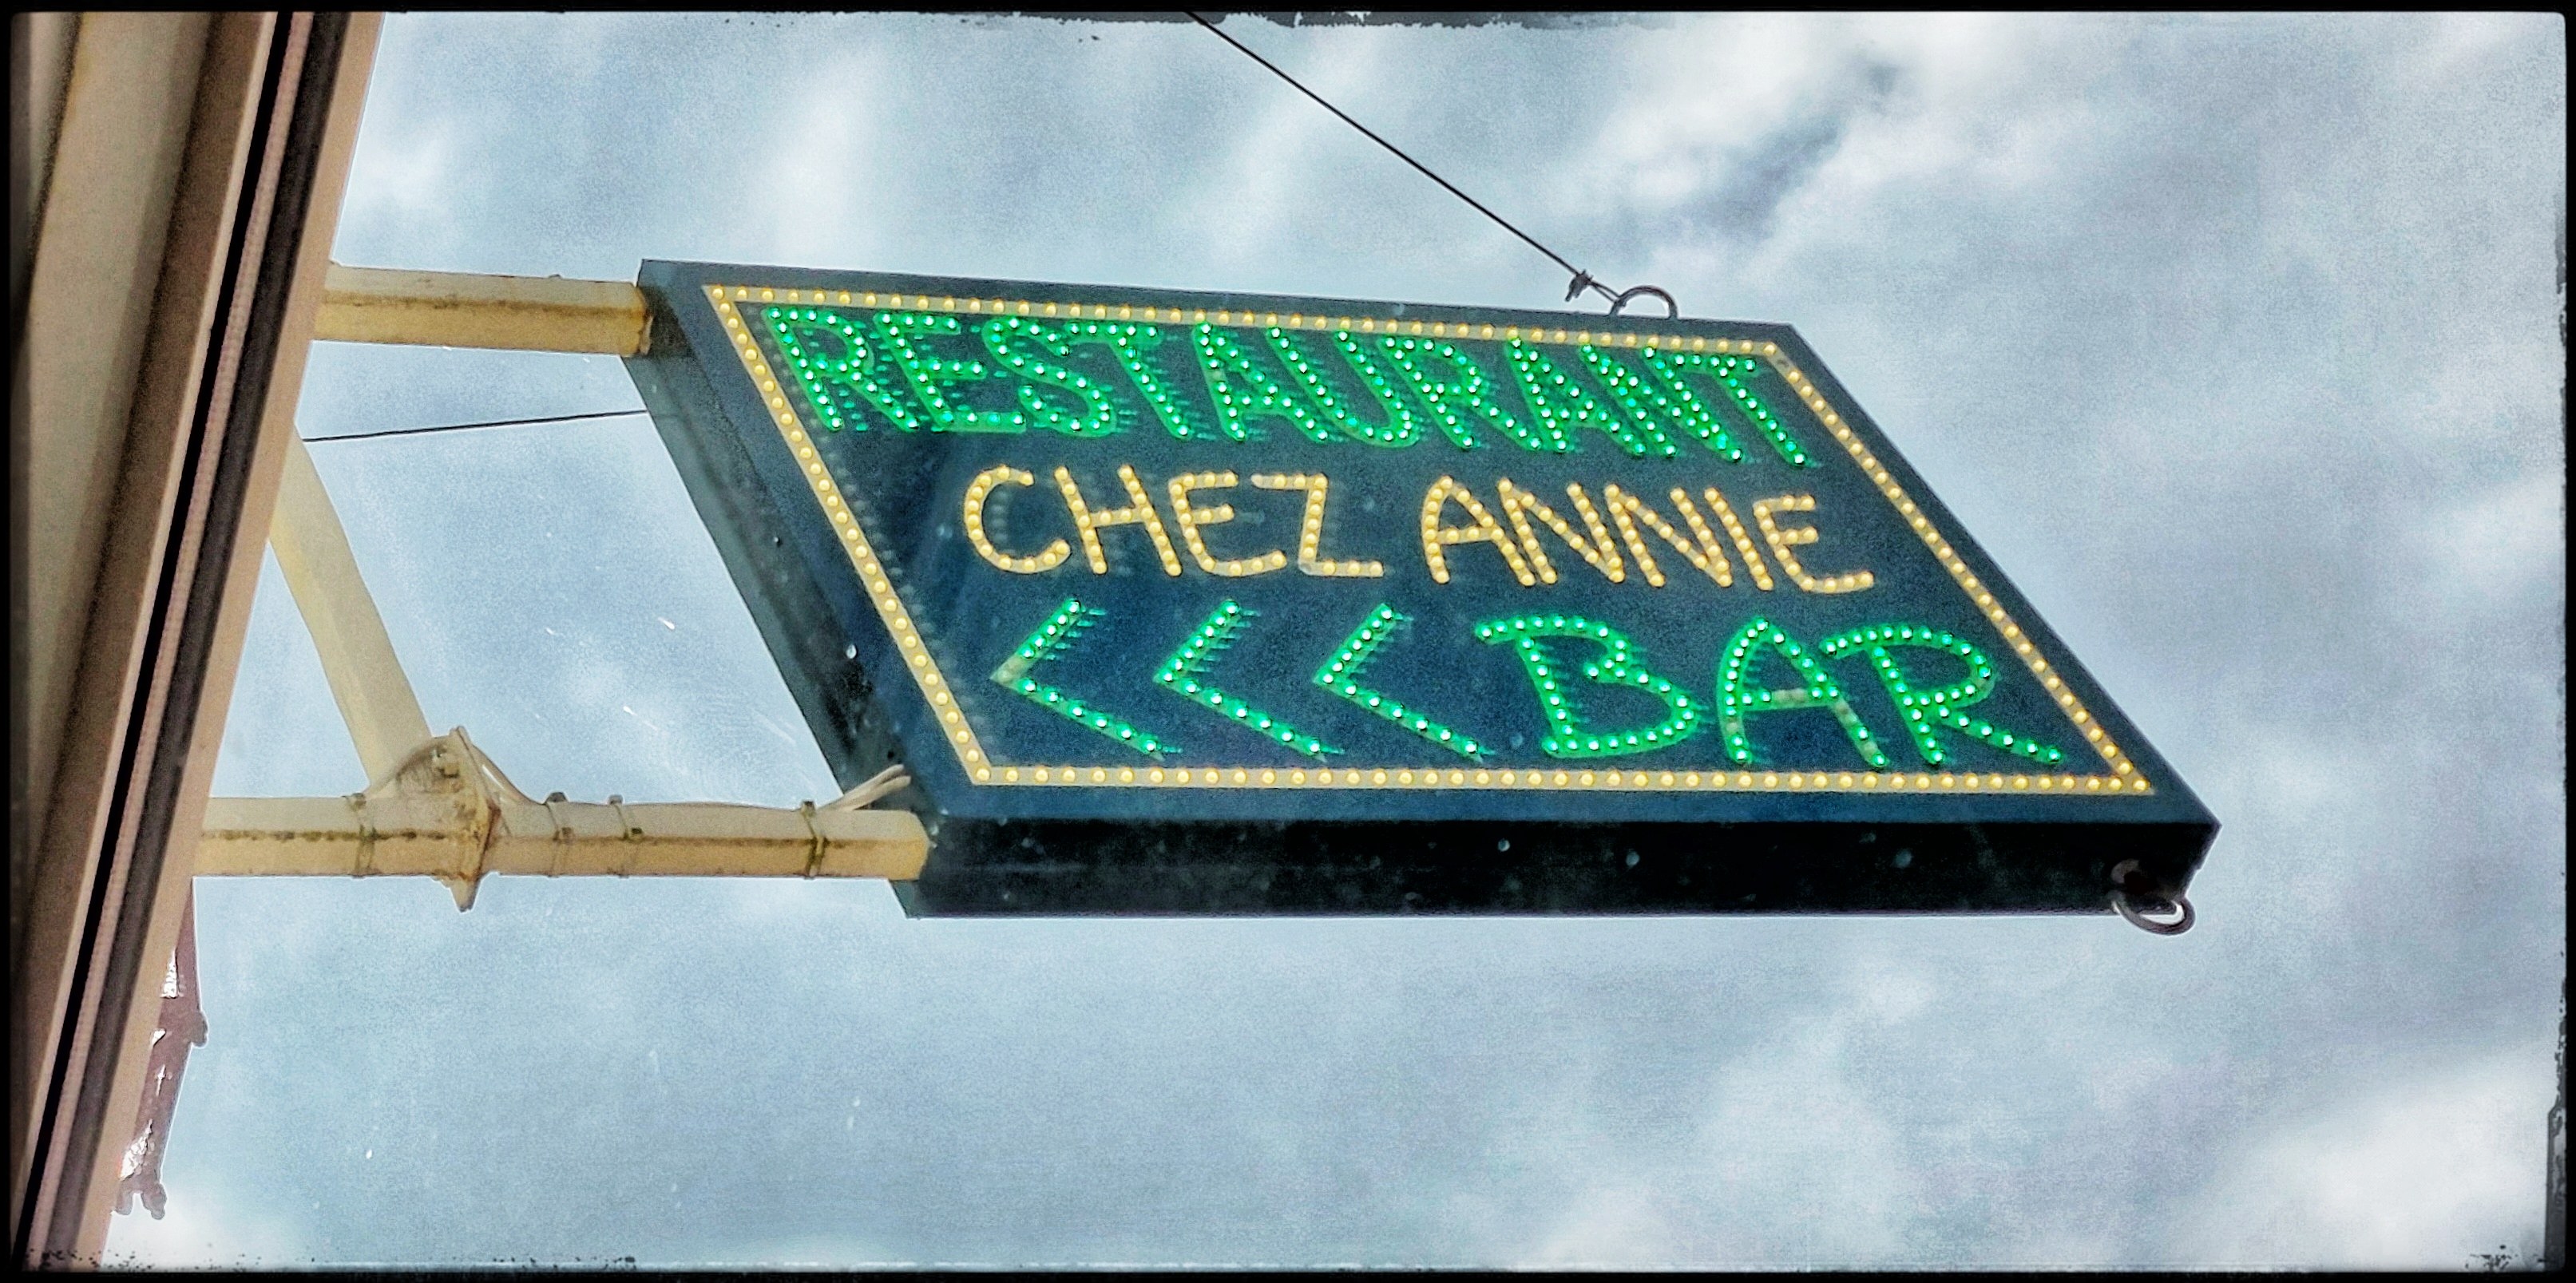 RESTAURANT
CHEZ ANNIE
<<< BAR